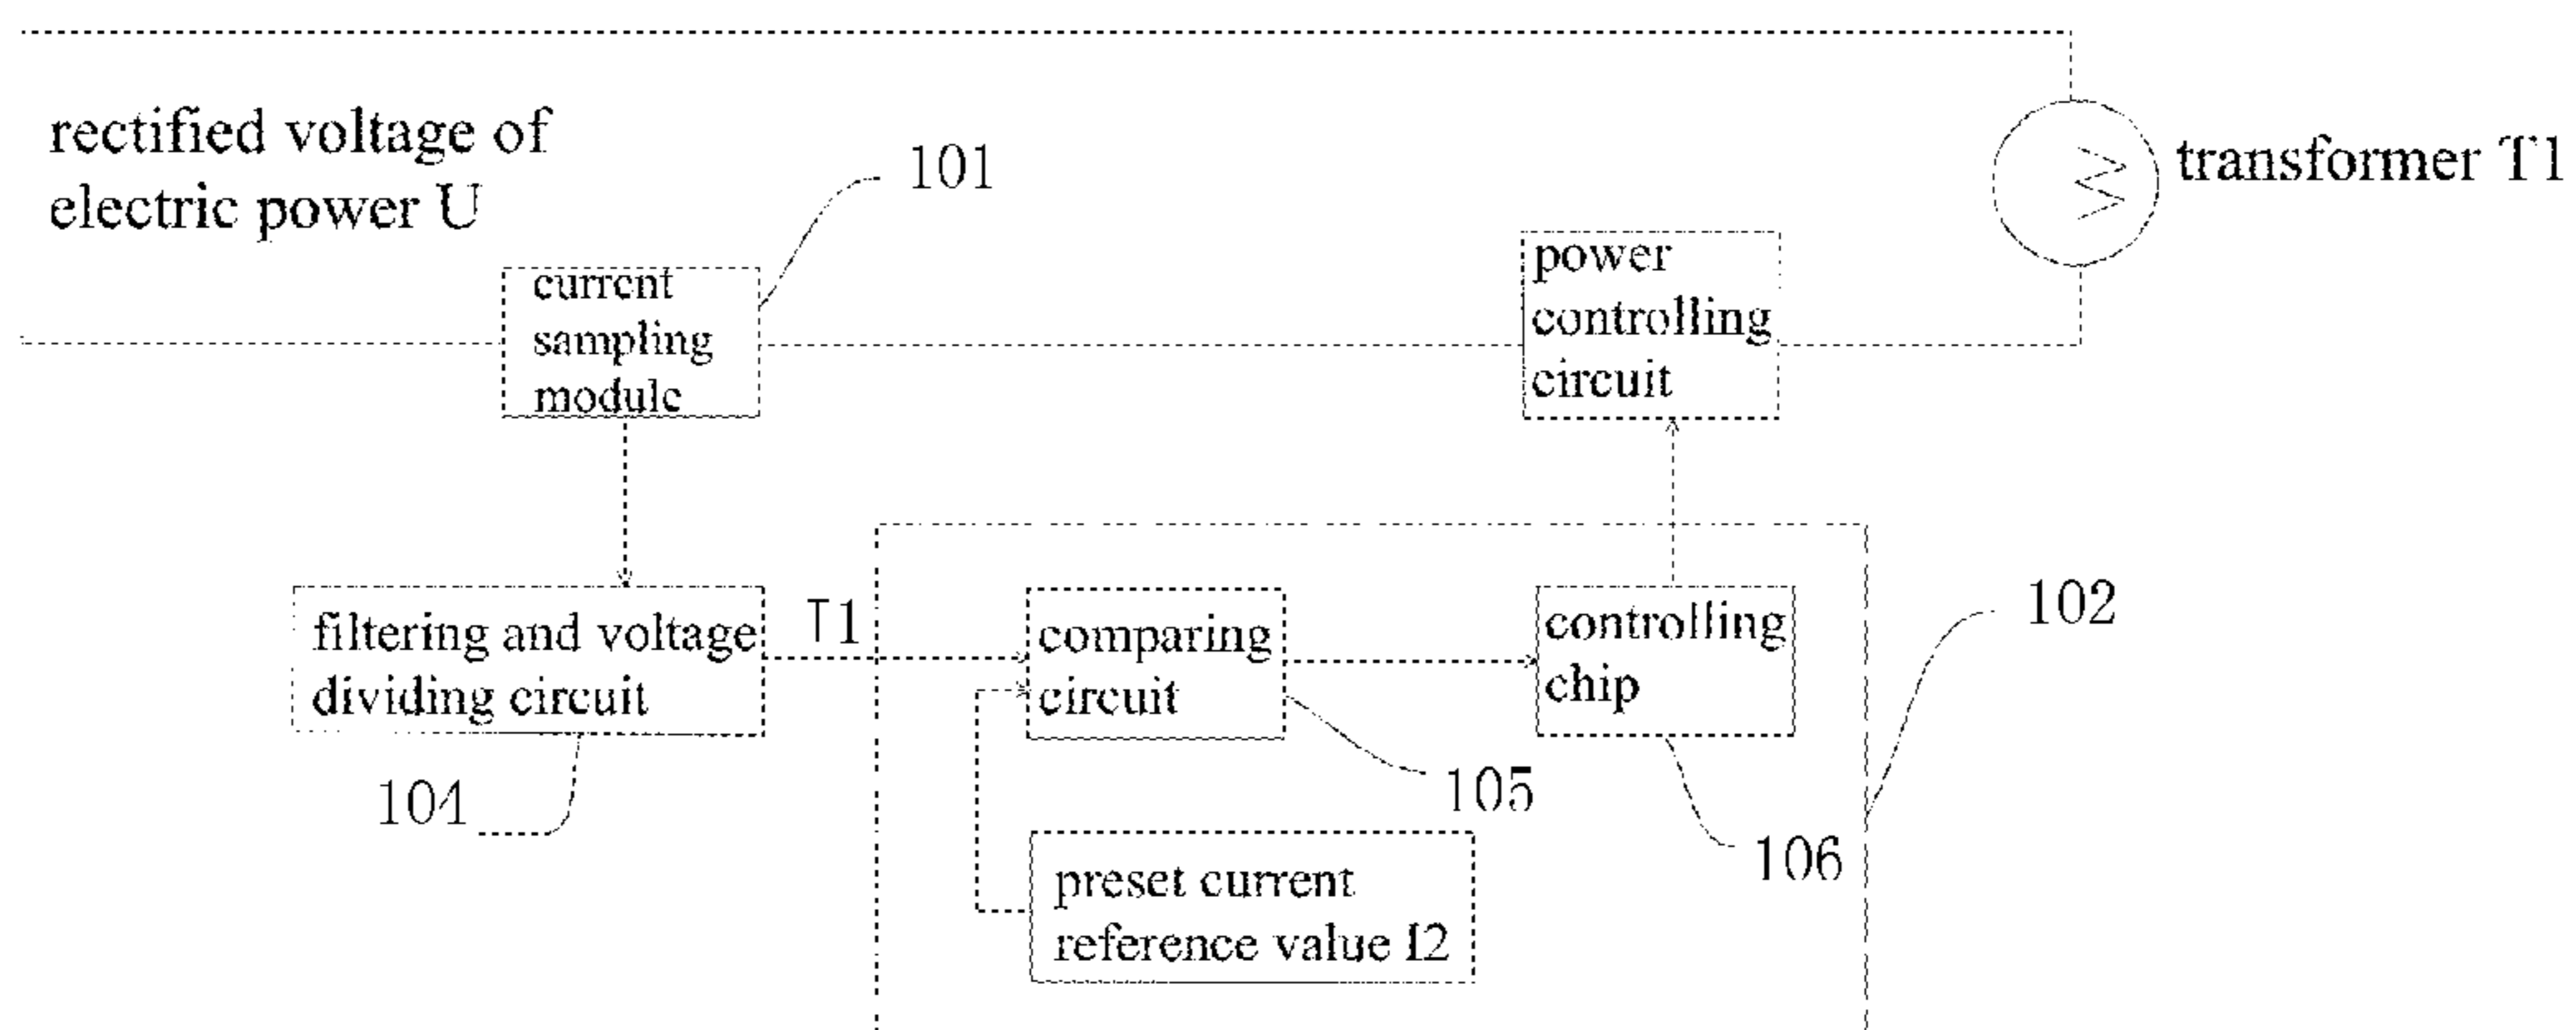 rectified voltage of
electric power U
101
transformer T1
current
sampling
module
power
controlling
circuit
filtering and voltage
dividing circuit
T1
comparing
circuit
controlling
chip
102
104
105
106
preset current
reference value I2